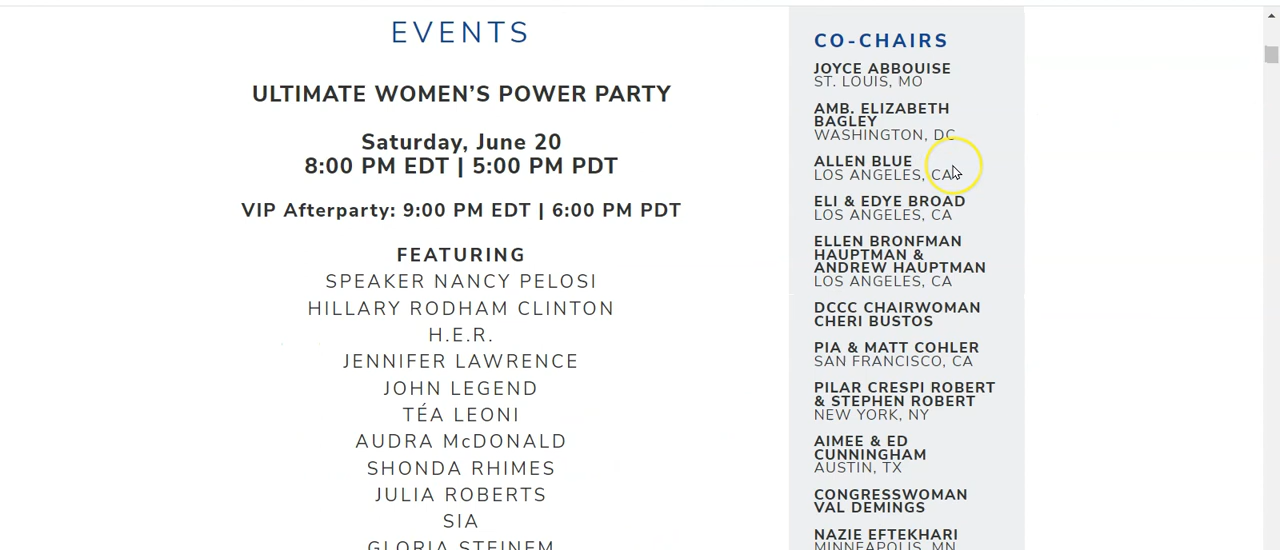 EVENTS
ULTIMATE WOMEN’S POWER PARTY
Saturday, June 20
8:00 PM EDT | 5:00 PM PDT
VIP Afterparty: 9:00 PM EDT | 6:00 PM PDT
FEATURING
SPEAKER NANCY PELOSI
HILLARY RODHAM CLINTON
H.E.R.
JENNIFER LAWRENCE
JOHN LEGEND
TÉA LEONI
AUDRA McDONALD
SHONDA RHIMES
JULIA ROBERTS
SIA
GLORIA STEINEM
CO-CHAIRS
JOYCE ABBOUISE
ST. LOUIS, MO
AMB. ELIZABETH
BAGLEY
WASHINGTON, DC
ALLEN BLUE
LOS ANGELES, CA
ELI & EDYE BROAD
LOS ANGELES, CA
ELLEN BRONFMAN
HAUPTMAN &
ANDREW HAUPTMAN
LOS ANGELES, CA
DCCC CHAIRWOMAN
CHERI BUSTOS
PIA & MATT COHLER
SAN FRANCISCO, CA
PILAR CRESPI ROBERT
& STEPHEN ROBERT
NEW YORK, NY
AIMEE & ED
CUNNINGHAM
AUSTIN, TX
CONGRESSWOMAN
VAL DEMINGS
NAZIE EFTEKHARI
MINNEAPOLIS, MN